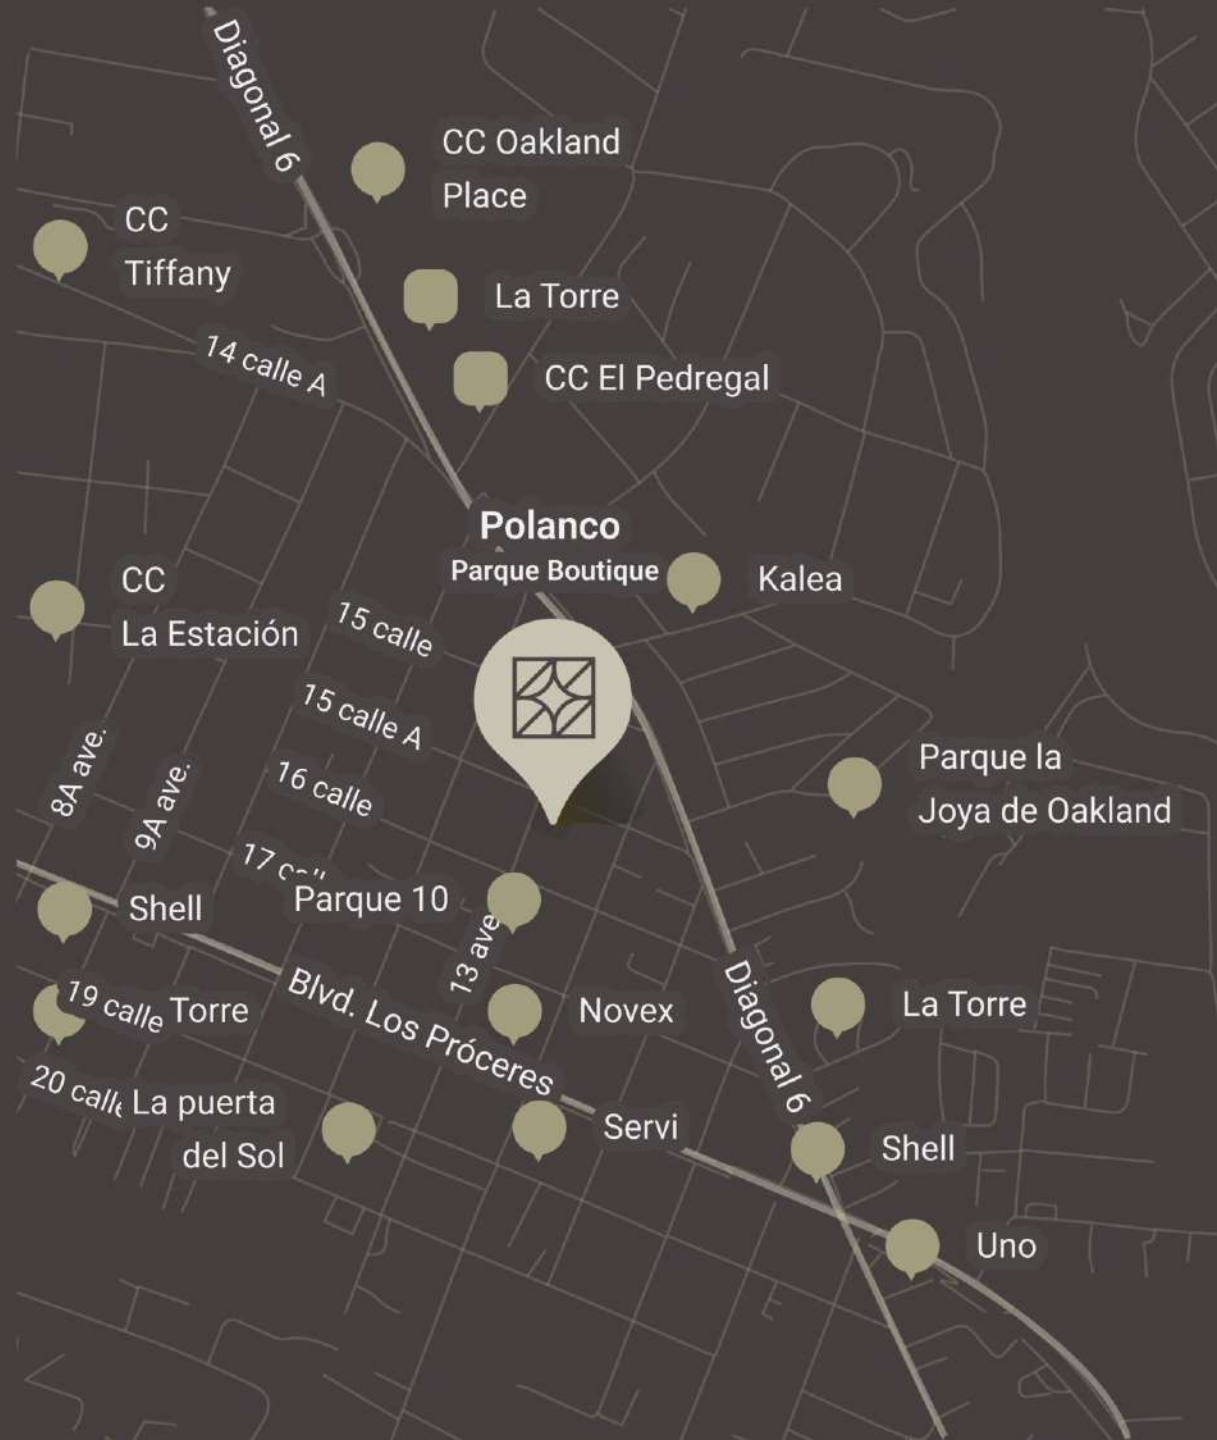 Diagonal 6
CC Oakland
Place
CC
Tiffany
La Torre
14 calle A
CC El Pedregal
Polanco
Parque Boutique
Kalea
CC
La Estación
15 calle
15 calle A
8A ave.
9A ave.
16 calle
Parque la
Joya de Oakland
17
Parque 10
Shell
13 ave
Blvd. Los Próceres
Diagonal 6
19 calle
Torre
Novex
La Torre
20 calle
La puerta
del Sol
Servi
Shell
Uno